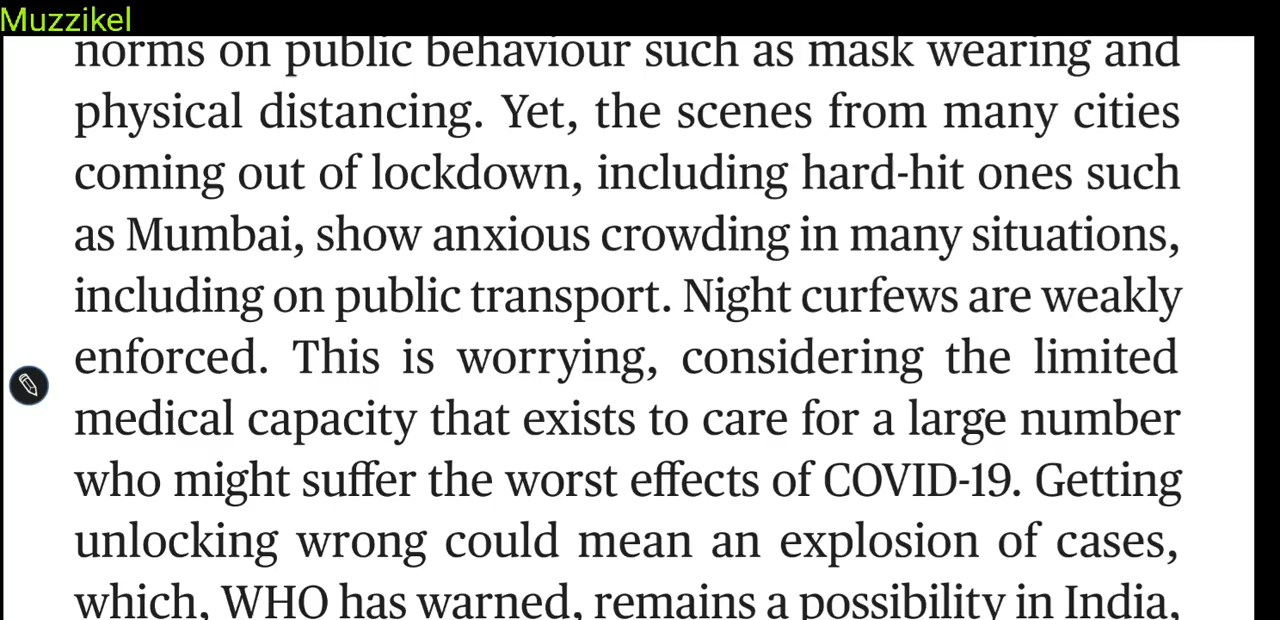 Muzzikel
norms on public behaviour such as mask wearing and
physical distancing. Yet, the scenes from many cities
coming out of lockdown, including hard-hit ones such
as Mumbai, show anxious crowding in many situations,
including on public transport. Night curfews are weakly
enforced. This is worrying, considering the limited
medical capacity that exists to care for a large number
who might suffer the worst effects of COVID-19. Getting
unlocking wrong could mean an explosion of cases,
which, WHO has warned, remains a possibility in India,